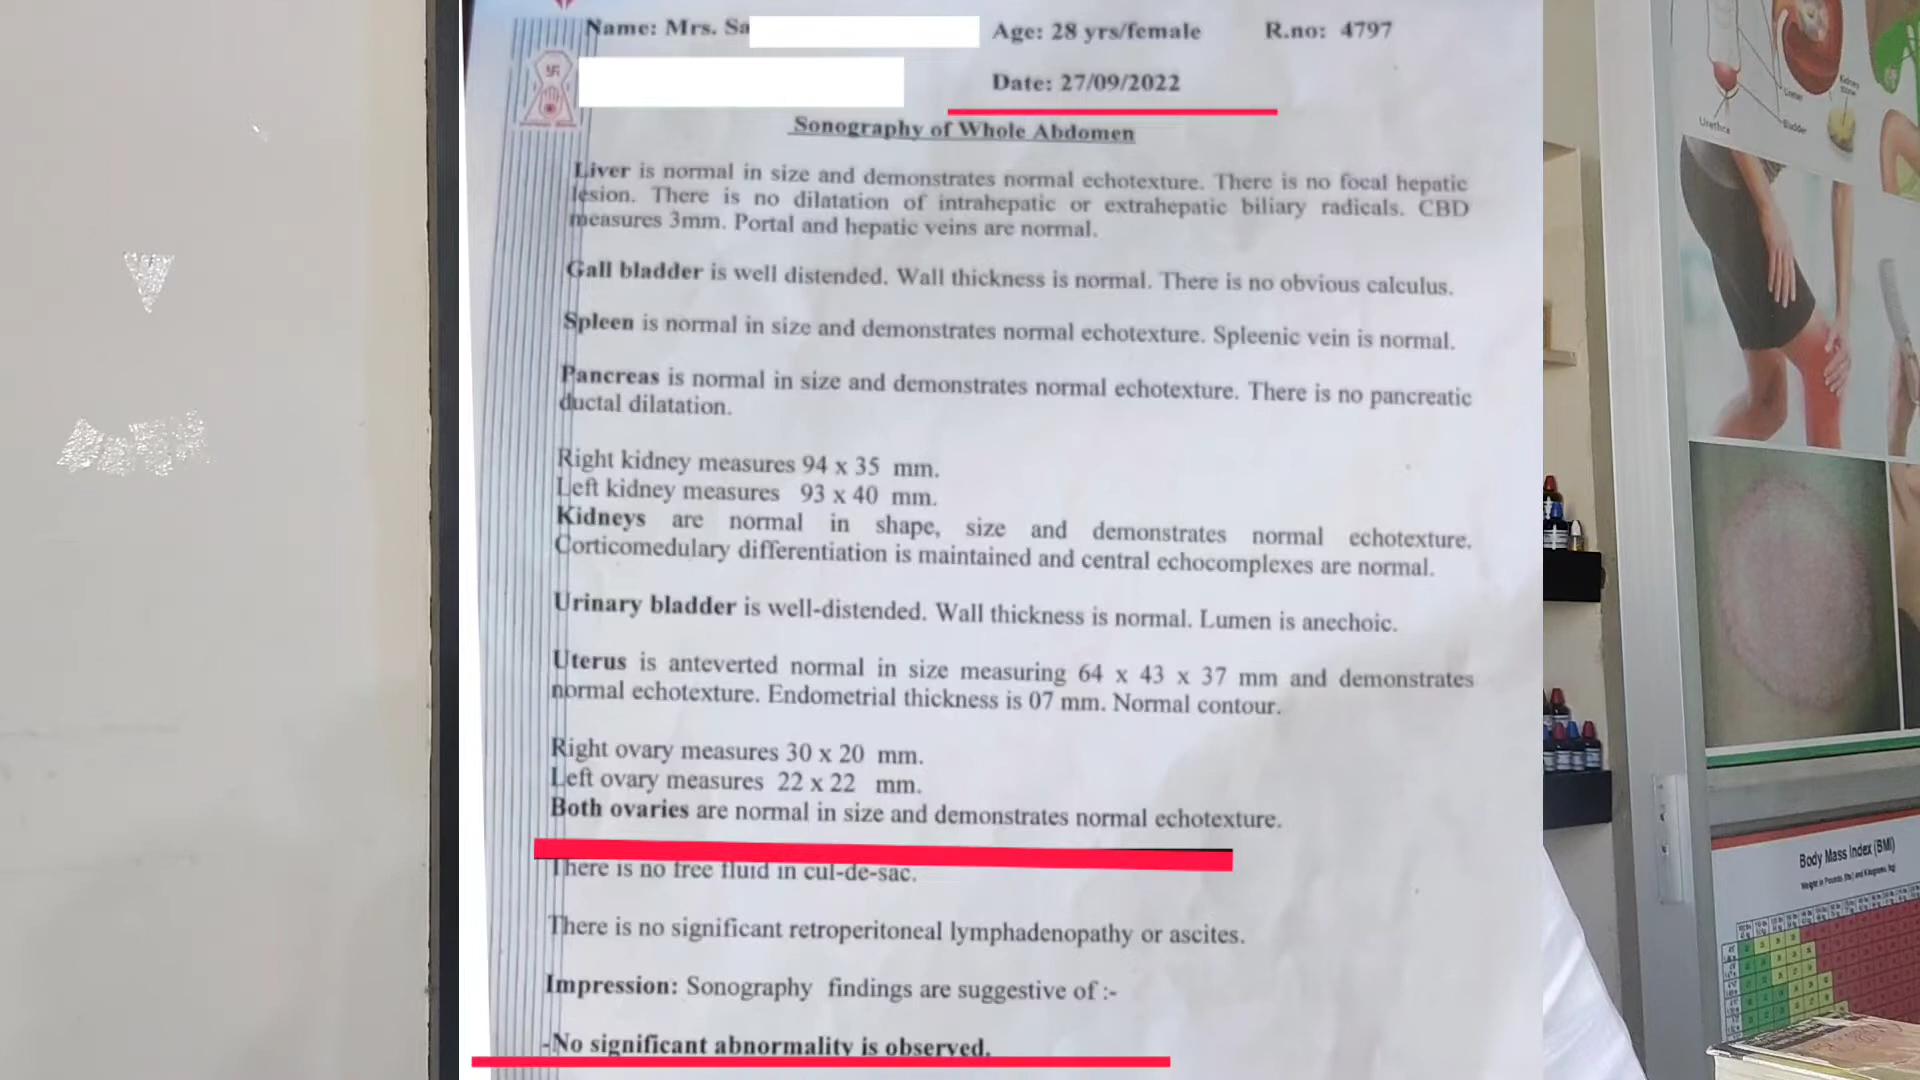 Name: Mrs. Sa
Age: 28 yrs/female
R.no: 4797
Date: 27/09/2022
Sonography of Whole Abdomen
Liver is normal in size and demonstrates normal echotexture. There is no focal hepatic
lesion. There is no dilatation of intrahepatic or extrahepatic biliary radicals. CBD
measures 3mm. Portal and hepatic veins are normal.
Gall bladder is well distended. Wall thickness is normal. There is no obvious calculus.
Spleen is normal in size and demonstrates normal echotexture. Spleenic vein is normal.
Pancreas is normal in size and demonstrates normal echotexture. There is no pancreatic
ductal dilatation.
Right kidney measures 94 x 35 mm.
Left kidney measures 93 x 40 mm.
Kidneys are normal in shape, size and demonstrates normal echotexture.
Corticomedulary differentiation is maintained and central echocomplexes are normal.
Urinary bladder is well-distended. Wall thickness is normal. Lumen is anechoic.
Uterus is anteverted normal in size measuring 64 x 43 x 37 mm and demonstrates
normal echotexture. Endometrial thickness is 07 mm. Normal contour.
Right ovary measures 30 x 20 mm.
Left ovary measures 22 x 22 mm.
Both ovaries are normal in size and demonstrates normal echotexture.
There is no free fluid in cul-de-sac.
There is no significant retroperitoneal lymphadenopathy or ascites.
Impression: Sonography findings are suggestive of :-
-No significant abnormality is observed.
Urethra
Ureter
Bladder
Kidney
Stone
Body Mass Index (BMI)